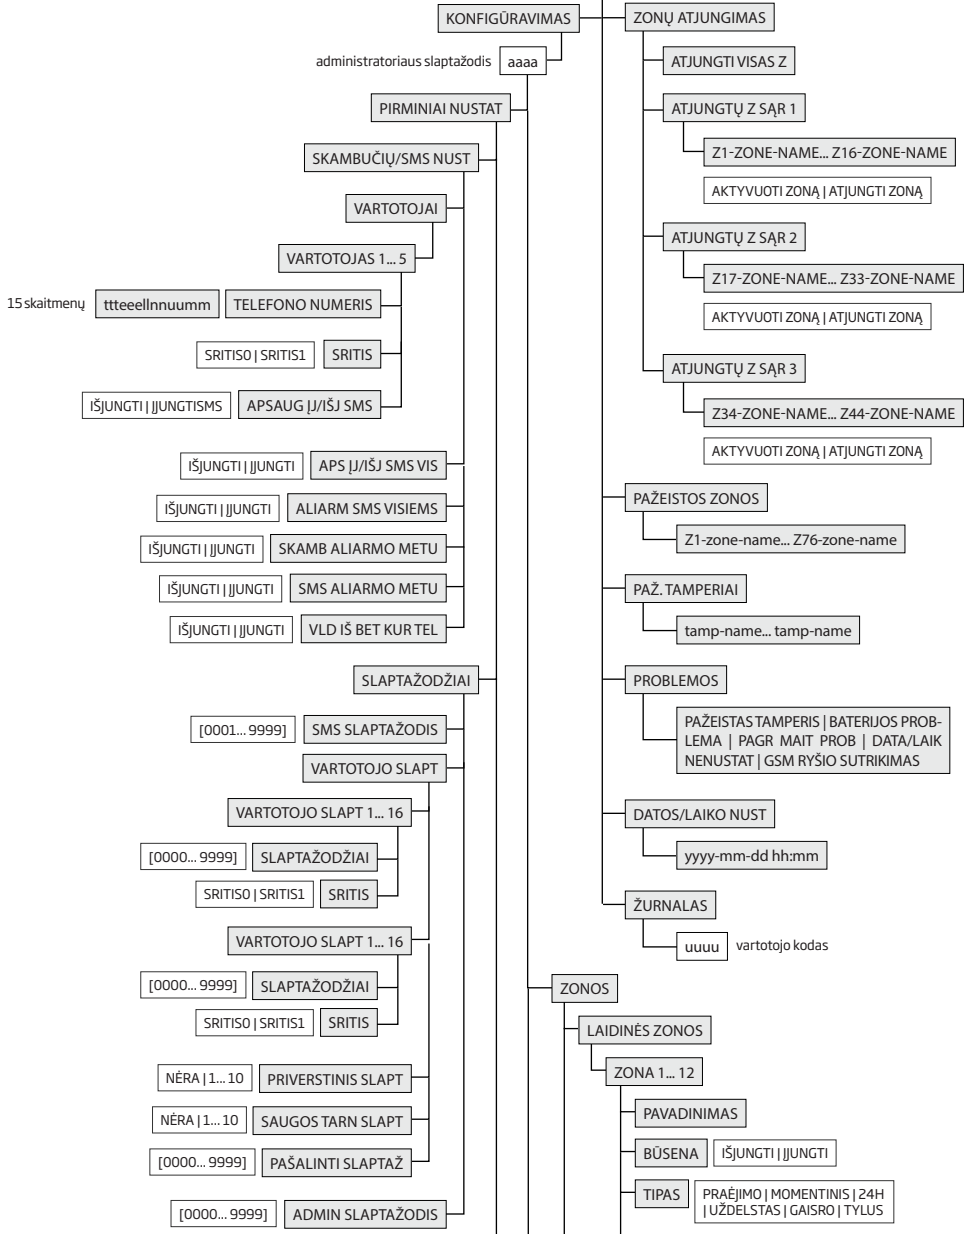 KONFIGŪRAVIMAS
administratoriaus slaptažodis aaaa
PIRMINIAI NUSTAT
SKAMBUČIŲ/SMS NUST
VARTOTOJAI
VARTOTOJAS 1... 5
15 skaitmenų ttteeellnnuumm TELEFONO NUMERIS
SRITIS0 | SRITIS1 SRITIS
IŠJUNGTI | ĮJUNGTISMS APSAUG ĮJ/IŠJ SMS
IŠJUNGTI | ĮJUNGTI APS ĮJ/IŠJ SMS VIS
IŠJUNGTI | ĮJUNGTI ALIARM SMS VISIEMS
IŠJUNGTI | ĮJUNGTI SKAMB ALIARMO METU
IŠJUNGTI | ĮJUNGTI SMS ALIARMO METU
IŠJUNGTI | ĮJUNGTI VLD IŠ BET KUR TEL
SLAPTAŽODŽIAI
[0001... 9999] SMS SLAPTAŽODIS
VARTOTOJO SLAPT
VARTOTOJO SLAPT 1... 16
[0000... 9999] SLAPTAŽODŽIAI
SRITIS0 | SRITIS1 SRITIS
VARTOTOJO SLAPT 1... 16
[0000... 9999] SLAPTAŽODŽIAI
SRITIS0 | SRITIS1 SRITIS
NĖRA | 1... 10 PRIVERSTINIS SLAPT
NĖRA | 1... 10 SAUGOS TARN SLAPT
[0000... 9999] PAŠALINTI SLAPTAŽ
[0000... 9999] ADMIN SLAPTAŽODIS
ZONŲ ATJUNGIMAS
ATJUNGTI VISAS Z
ATJUNGTŲ Z SĄR 1
Z1-ZONE-NAME... Z16-ZONE-NAME
AKTYVUOTI ZONĄ | ATJUNGTI ZONĄ
ATJUNGTŲ Z SĄR 2
Z17-ZONE-NAME... Z33-ZONE-NAME
AKTYVUOTI ZONĄ | ATJUNGTI ZONĄ
ATJUNGTŲ Z SĄR 3
Z34-ZONE-NAME... Z44-ZONE-NAME
AKTYVUOTI ZONĄ | ATJUNGTI ZONĄ
PAŽEISTOS ZONOS
Z1-zone-name... Z76-zone-name
PAŽ. TAMPERIAI
tamp-name... tamp-name
PROBLEMOS
PAŽEISTAS TAMPERIS | BATERIJOS PROB-
LEMA | PAGR MAIT PROB | DATA/LAIK
NENUSTAT | GSM RYŠIO SUTRIKIMAS
DATOS/LAIKO NUST
yyyy-mm-dd hh:mm
ŽURNALAS
uuuu vartotojo kodas
ZONOS
LAIDINĖS ZONOS
ZONA 1... 12
PAVADINIMAS
BŪSENA IŠJUNGTI | ĮJUNGTI
TIPAS PRAĖJIMO | MOMENTINIS | 24H
| UŽDELSTAS | GAISRO | TYLUS